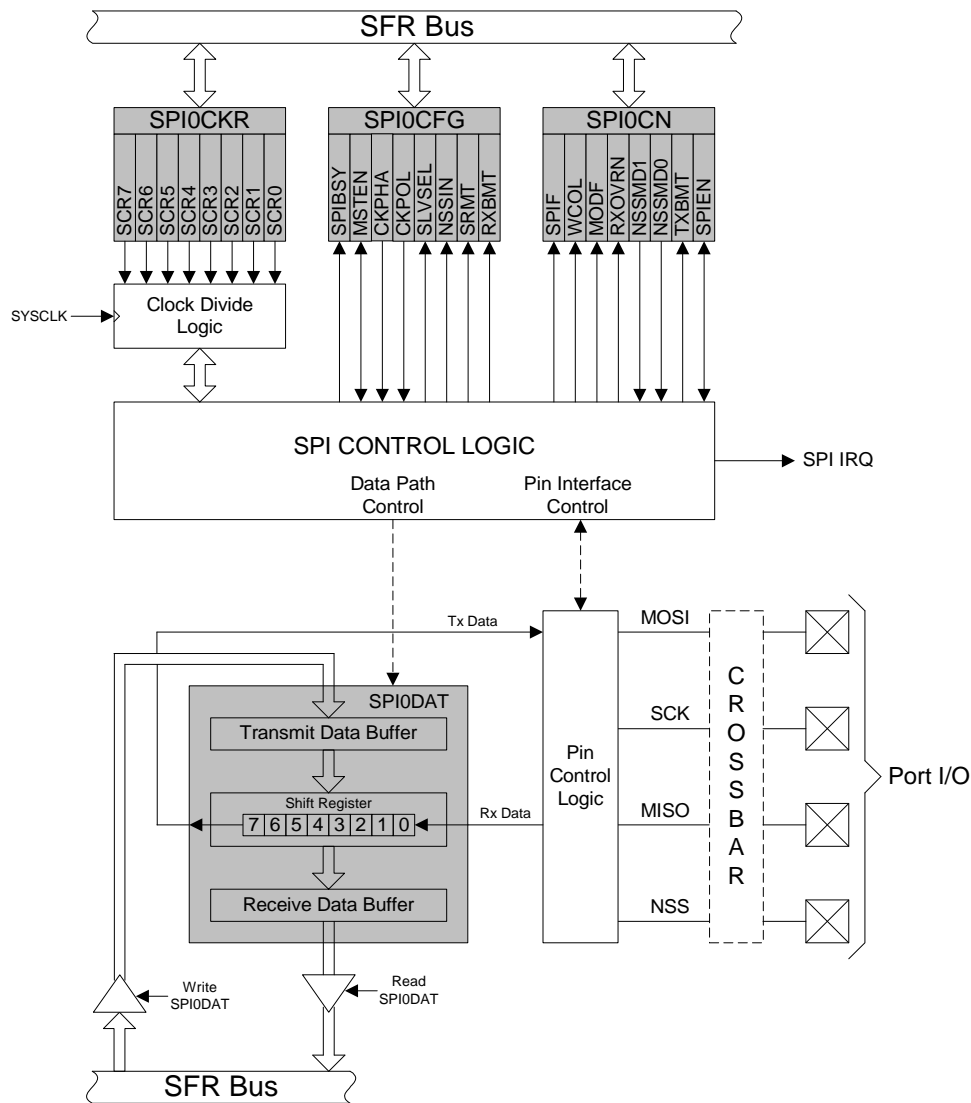 SFR Bus
SPI0CKR
SPI0CFG
SPI0CN
SCR7
SCR6
SCR5
SCR4
SCR3
SCR2
SCR1
SCR0
SPIBSY
MSTEN
CKPHA
CKPOL
SLVSEL
NSSIN
SRMT
RXBMT
SPIF
WCOL
MODF
RXOVRN
NSSMD1
NSSMD0
TXBMT
SPIEN
SYSCLK
Clock Divide
Logic
SPI CONTROL LOGIC
SPI IRQ
Data Path
Control
Pin Interface
Control
Tx Data
MOSI
SPI0DAT
Transmit Data Buffer
SCK
Shift Register
7 6 5 4 3 2 1 0
Rx Data
Pin
Control
Logic
MISO
CROSSBAR
Port I/O
Receive Data Buffer
NSS
Write
SPI0DAT
Read
SPI0DAT
SFR Bus